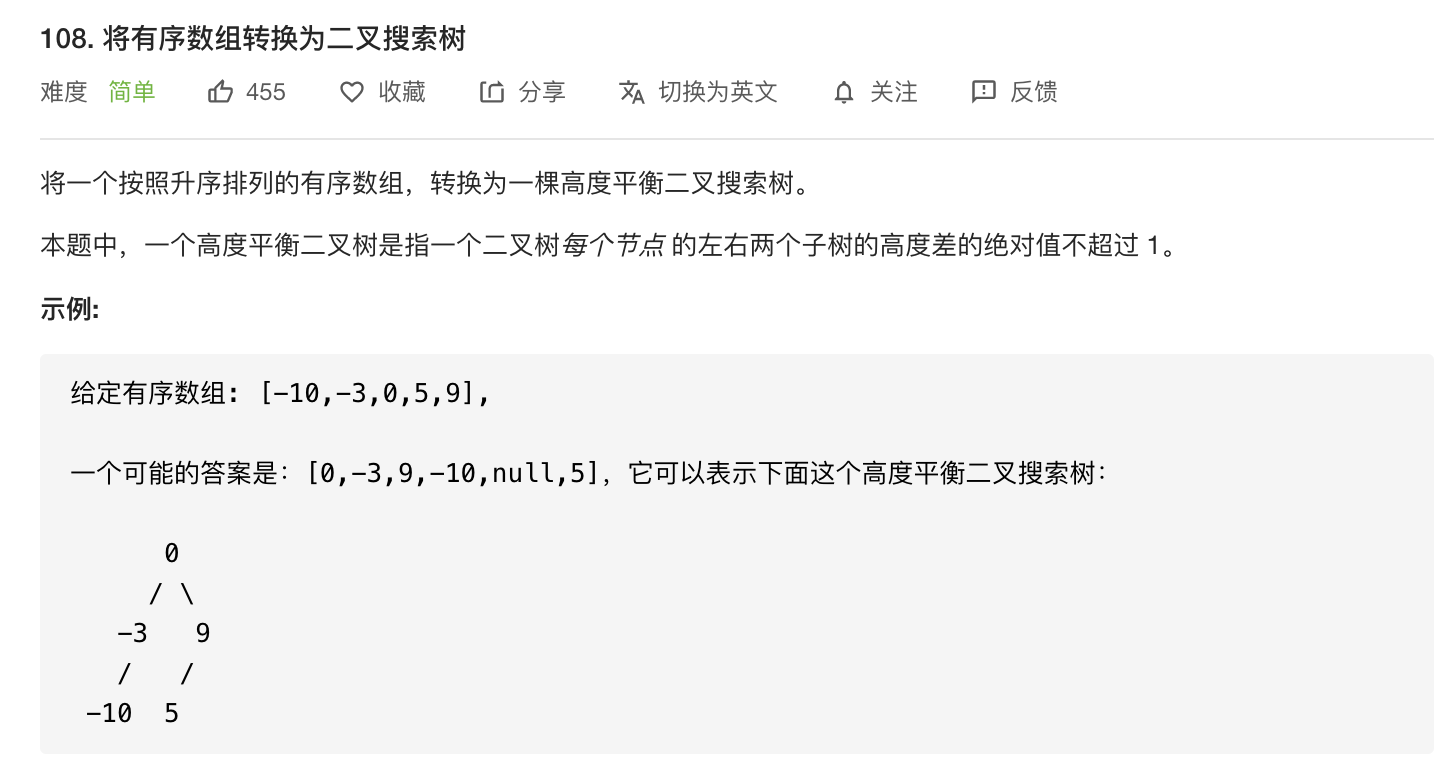 108. 将有序数组转换为二叉搜索树
难度 简单 455 收藏 分享 切换为英文 关注 反馈
将一个按照升序排列的有序数组，转换为一棵高度平衡二叉搜索树。
本题中，一个高度平衡二叉树是指一个二叉树每个节点 的左右两个子树的高度差的绝对值不超过 1。
示例:
给定有序数组: [-10,-3,0,5,9],
一个可能的答案是：[0,-3,9,-10,null,5]，它可以表示下面这个高度平衡二叉搜索树：
0
/ \
-3 9
/ /
-10 5